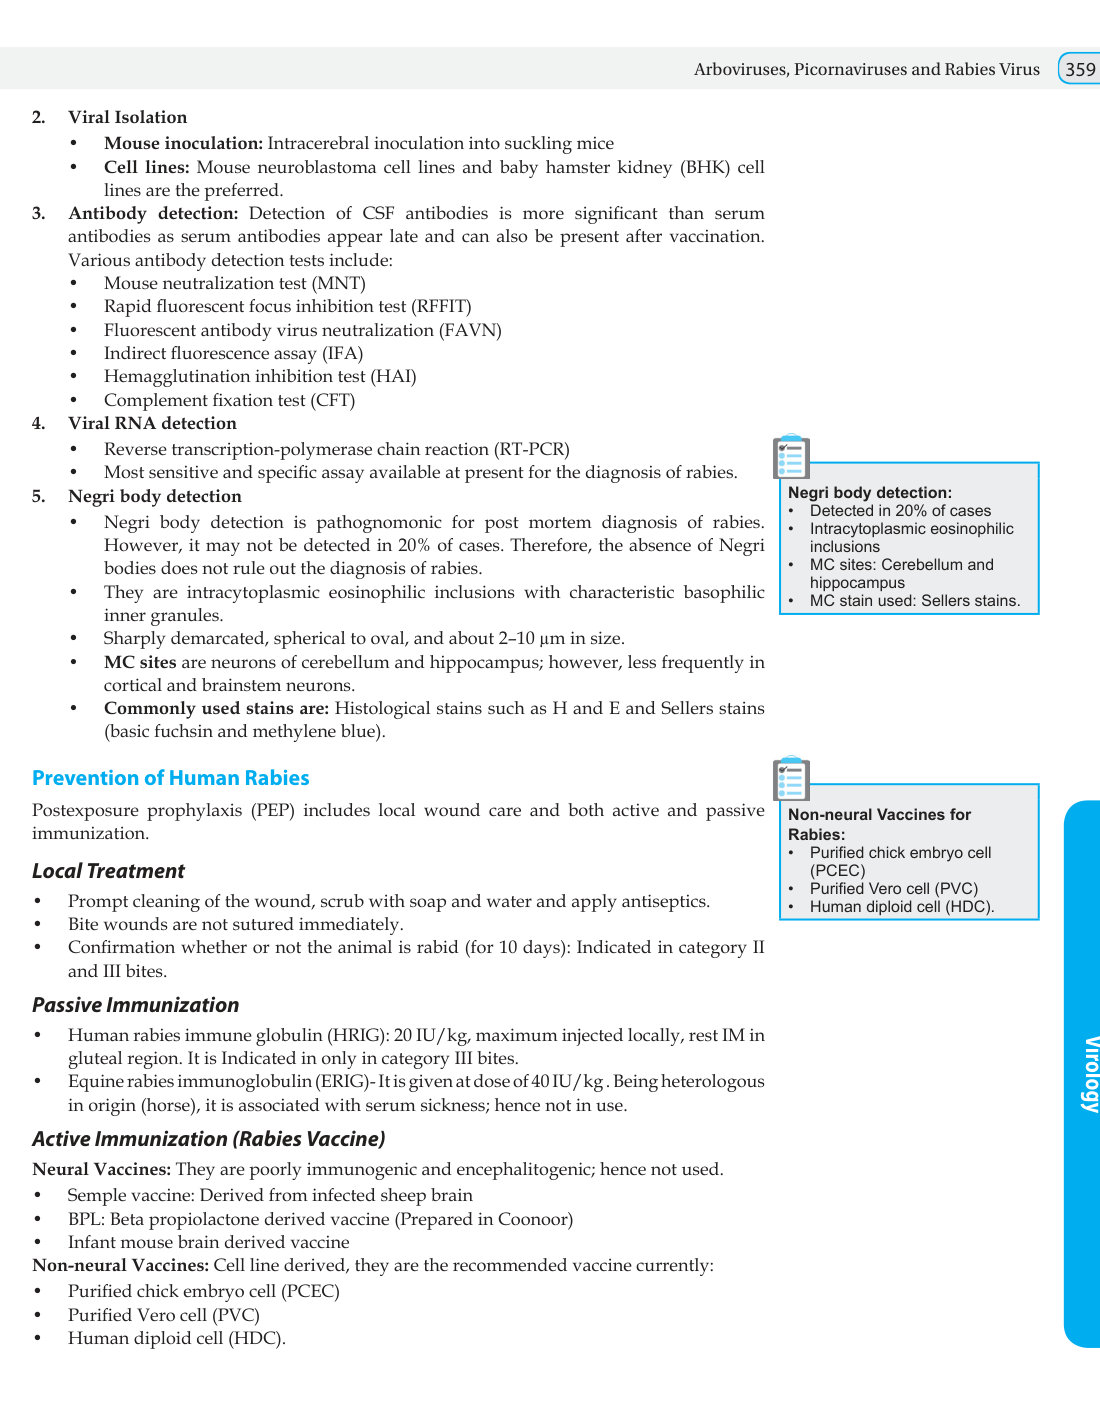 Arboviruses, Picornaviruses and Rabies Virus 359
2. Viral Isolation
• Mouse inoculation: Intracerebral inoculation into suckling mice
• Cell lines: Mouse neuroblastoma cell lines and baby hamster kidney (BHK) cell
lines are the preferred.
3. Antibody detection: Detection of CSF antibodies is more significant than serum
antibodies as serum antibodies appear late and can also be present after vaccination.
Various antibody detection tests include:
• Mouse neutralization test (MNT)
• Rapid fluorescent focus inhibition test (RFFIT)
• Fluorescent antibody virus neutralization (FAVN)
• Indirect fluorescence assay (IFA)
• Hemagglutination inhibition test (HAI)
• Complement fixation test (CFT)
4. Viral RNA detection
• Reverse transcription-polymerase chain reaction (RT-PCR)
• Most sensitive and specific assay available at present for the diagnosis of rabies.
5. Negri body detection
• Negri body detection is pathognomonic for post mortem diagnosis of rabies.
However, it may not be detected in 20% of cases. Therefore, the absence of Negri
bodies does not rule out the diagnosis of rabies.
• They are intracytoplasmic eosinophilic inclusions with characteristic basophilic
inner granules.
• Sharply demarcated, spherical to oval, and about 2–10 µm in size.
• MC sites are neurons of cerebellum and hippocampus; however, less frequently in
cortical and brainstem neurons.
• Commonly used stains are: Histological stains such as H and E and Sellers stains
(basic fuchsin and methylene blue).
Negri body detection:
• Detected in 20% of cases
• Intracytoplasmic eosinophilic
inclusions
• MC sites: Cerebellum and
hippocampus
• MC stain used: Sellers stains.
Prevention of Human Rabies
Postexposure prophylaxis (PEP) includes local wound care and both active and passive
immunization.
Local Treatment
• Prompt cleaning of the wound, scrub with soap and water and apply antiseptics.
• Bite wounds are not sutured immediately.
• Confirmation whether or not the animal is rabid (for 10 days): Indicated in category II
and III bites.
Non-neural Vaccines for
Rabies:
• Purified chick embryo cell
(PCEC)
• Purified Vero cell (PVC)
• Human diploid cell (HDC).
Passive Immunization
• Human rabies immune globulin (HRIG): 20 IU/kg, maximum injected locally, rest IM in
gluteal region. It is Indicated in only in category III bites.
• Equine rabies immunoglobulin (ERIG)- It is given at dose of 40 IU/kg . Being heterologous
in origin (horse), it is associated with serum sickness; hence not in use.
Active Immunization (Rabies Vaccine)
Neural Vaccines: They are poorly immunogenic and encephalitogenic; hence not used.
• Semple vaccine: Derived from infected sheep brain
• BPL: Beta propiolactone derived vaccine (Prepared in Coonoor)
• Infant mouse brain derived vaccine
Non-neural Vaccines: Cell line derived, they are the recommended vaccine currently:
• Purified chick embryo cell (PCEC)
• Purified Vero cell (PVC)
• Human diploid cell (HDC).
Virology